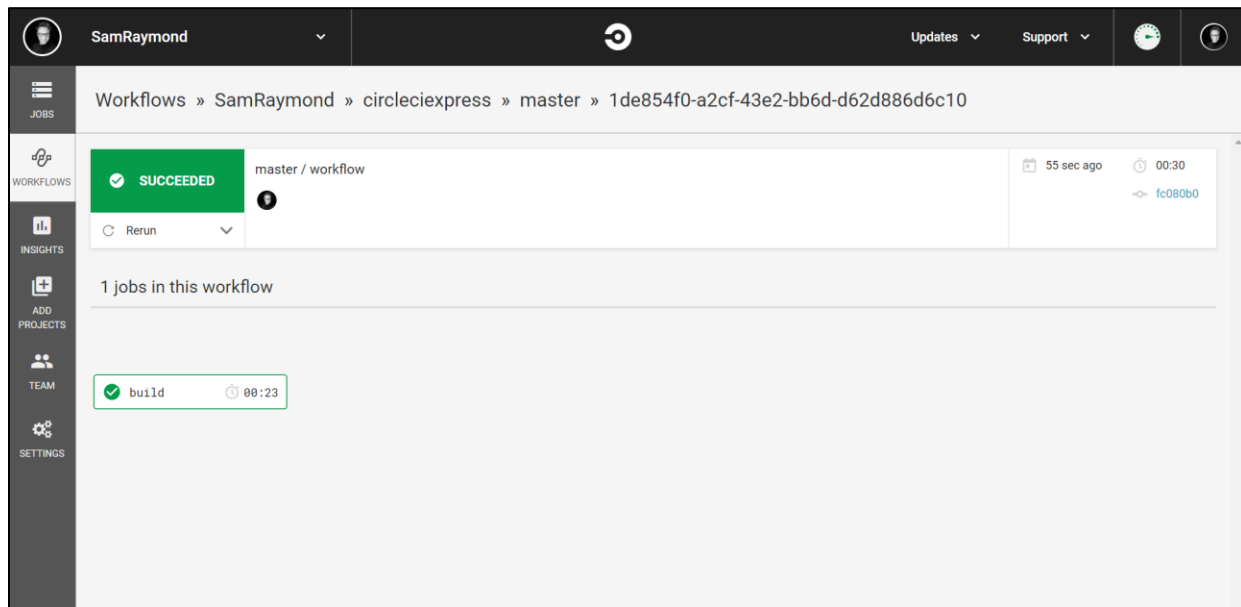 SamRaymond
Updates
Support
JOBS
WORKFLOWS
INSIGHTS
ADD
PROJECTS
TEAM
SETTINGS
Workflows » SamRaymond » circleciexpress » master » 1de854f0-a2cf-43e2-bb6d-d62d886d6c10
SUCCEEDED
Rerun
master / workflow
55 sec ago
00:30
fc080b0
1 jobs in this workflow
build 00:23